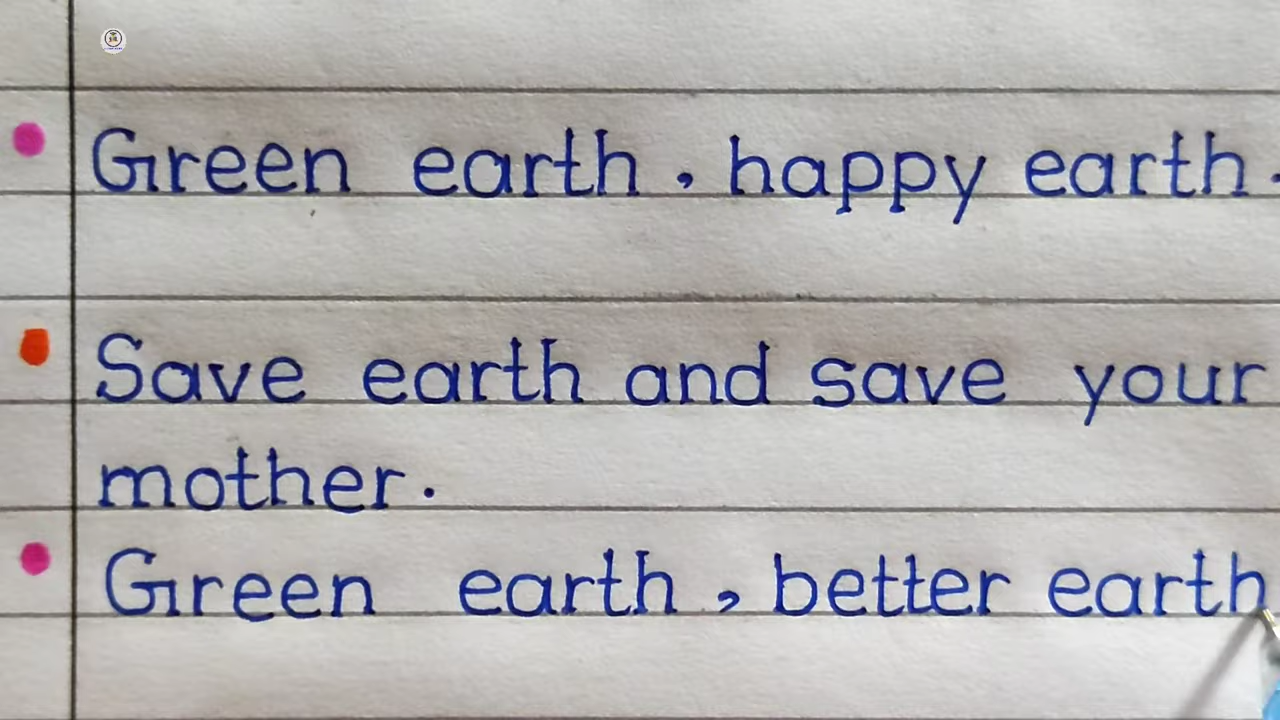 Green earth, happy earth.
Save earth and save your
mother.
Green earth, better earth